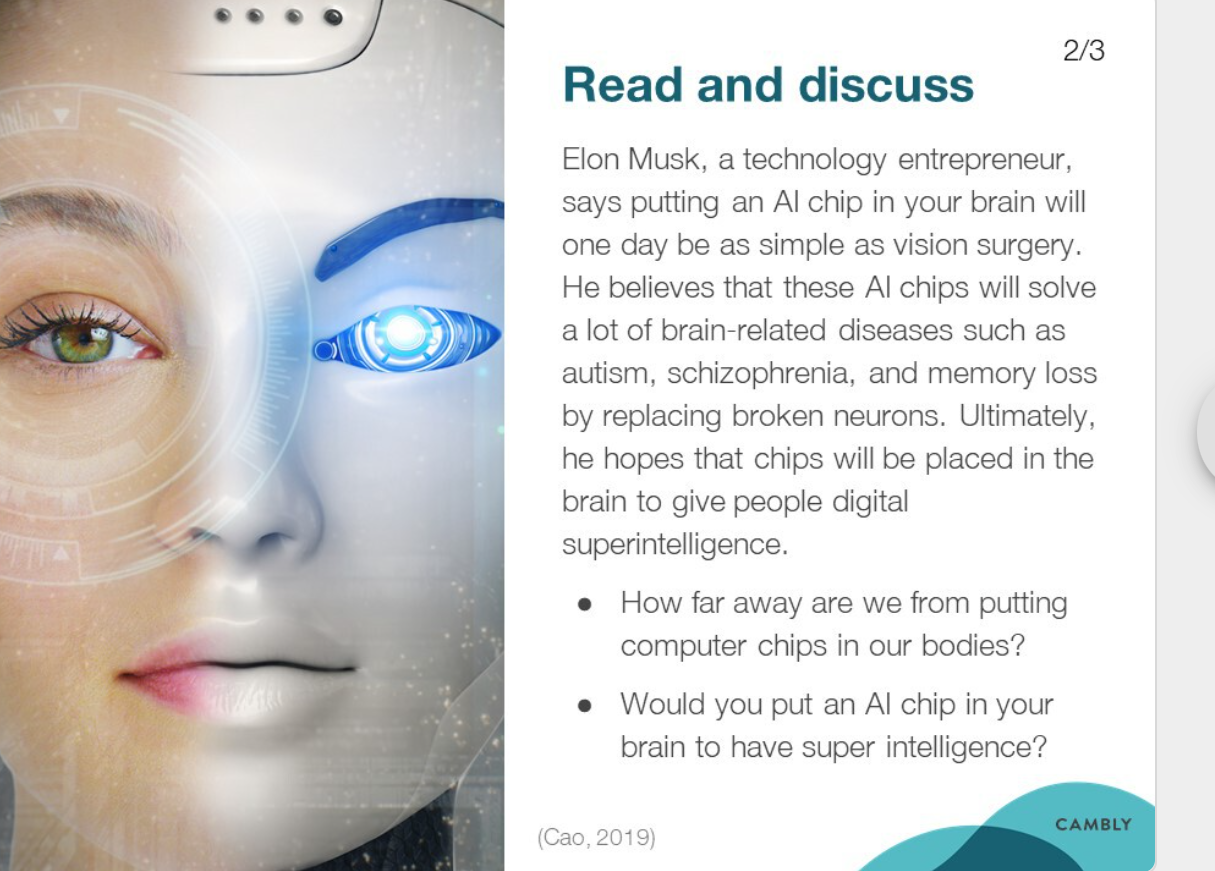 2/3
Read and discuss
Elon Musk, a technology entrepreneur,
says putting an AI chip in your brain will
one day be as simple as vision surgery.
He believes that these AI chips will solve
a lot of brain-related diseases such as
autism, schizophrenia, and memory loss
by replacing broken neurons. Ultimately,
he hopes that chips will be placed in the
brain to give people digital
superintelligence.
● How far away are we from putting
computer chips in our bodies?
● Would you put an AI chip in your
brain to have super intelligence?
(Cao, 2019)
CAMBLY